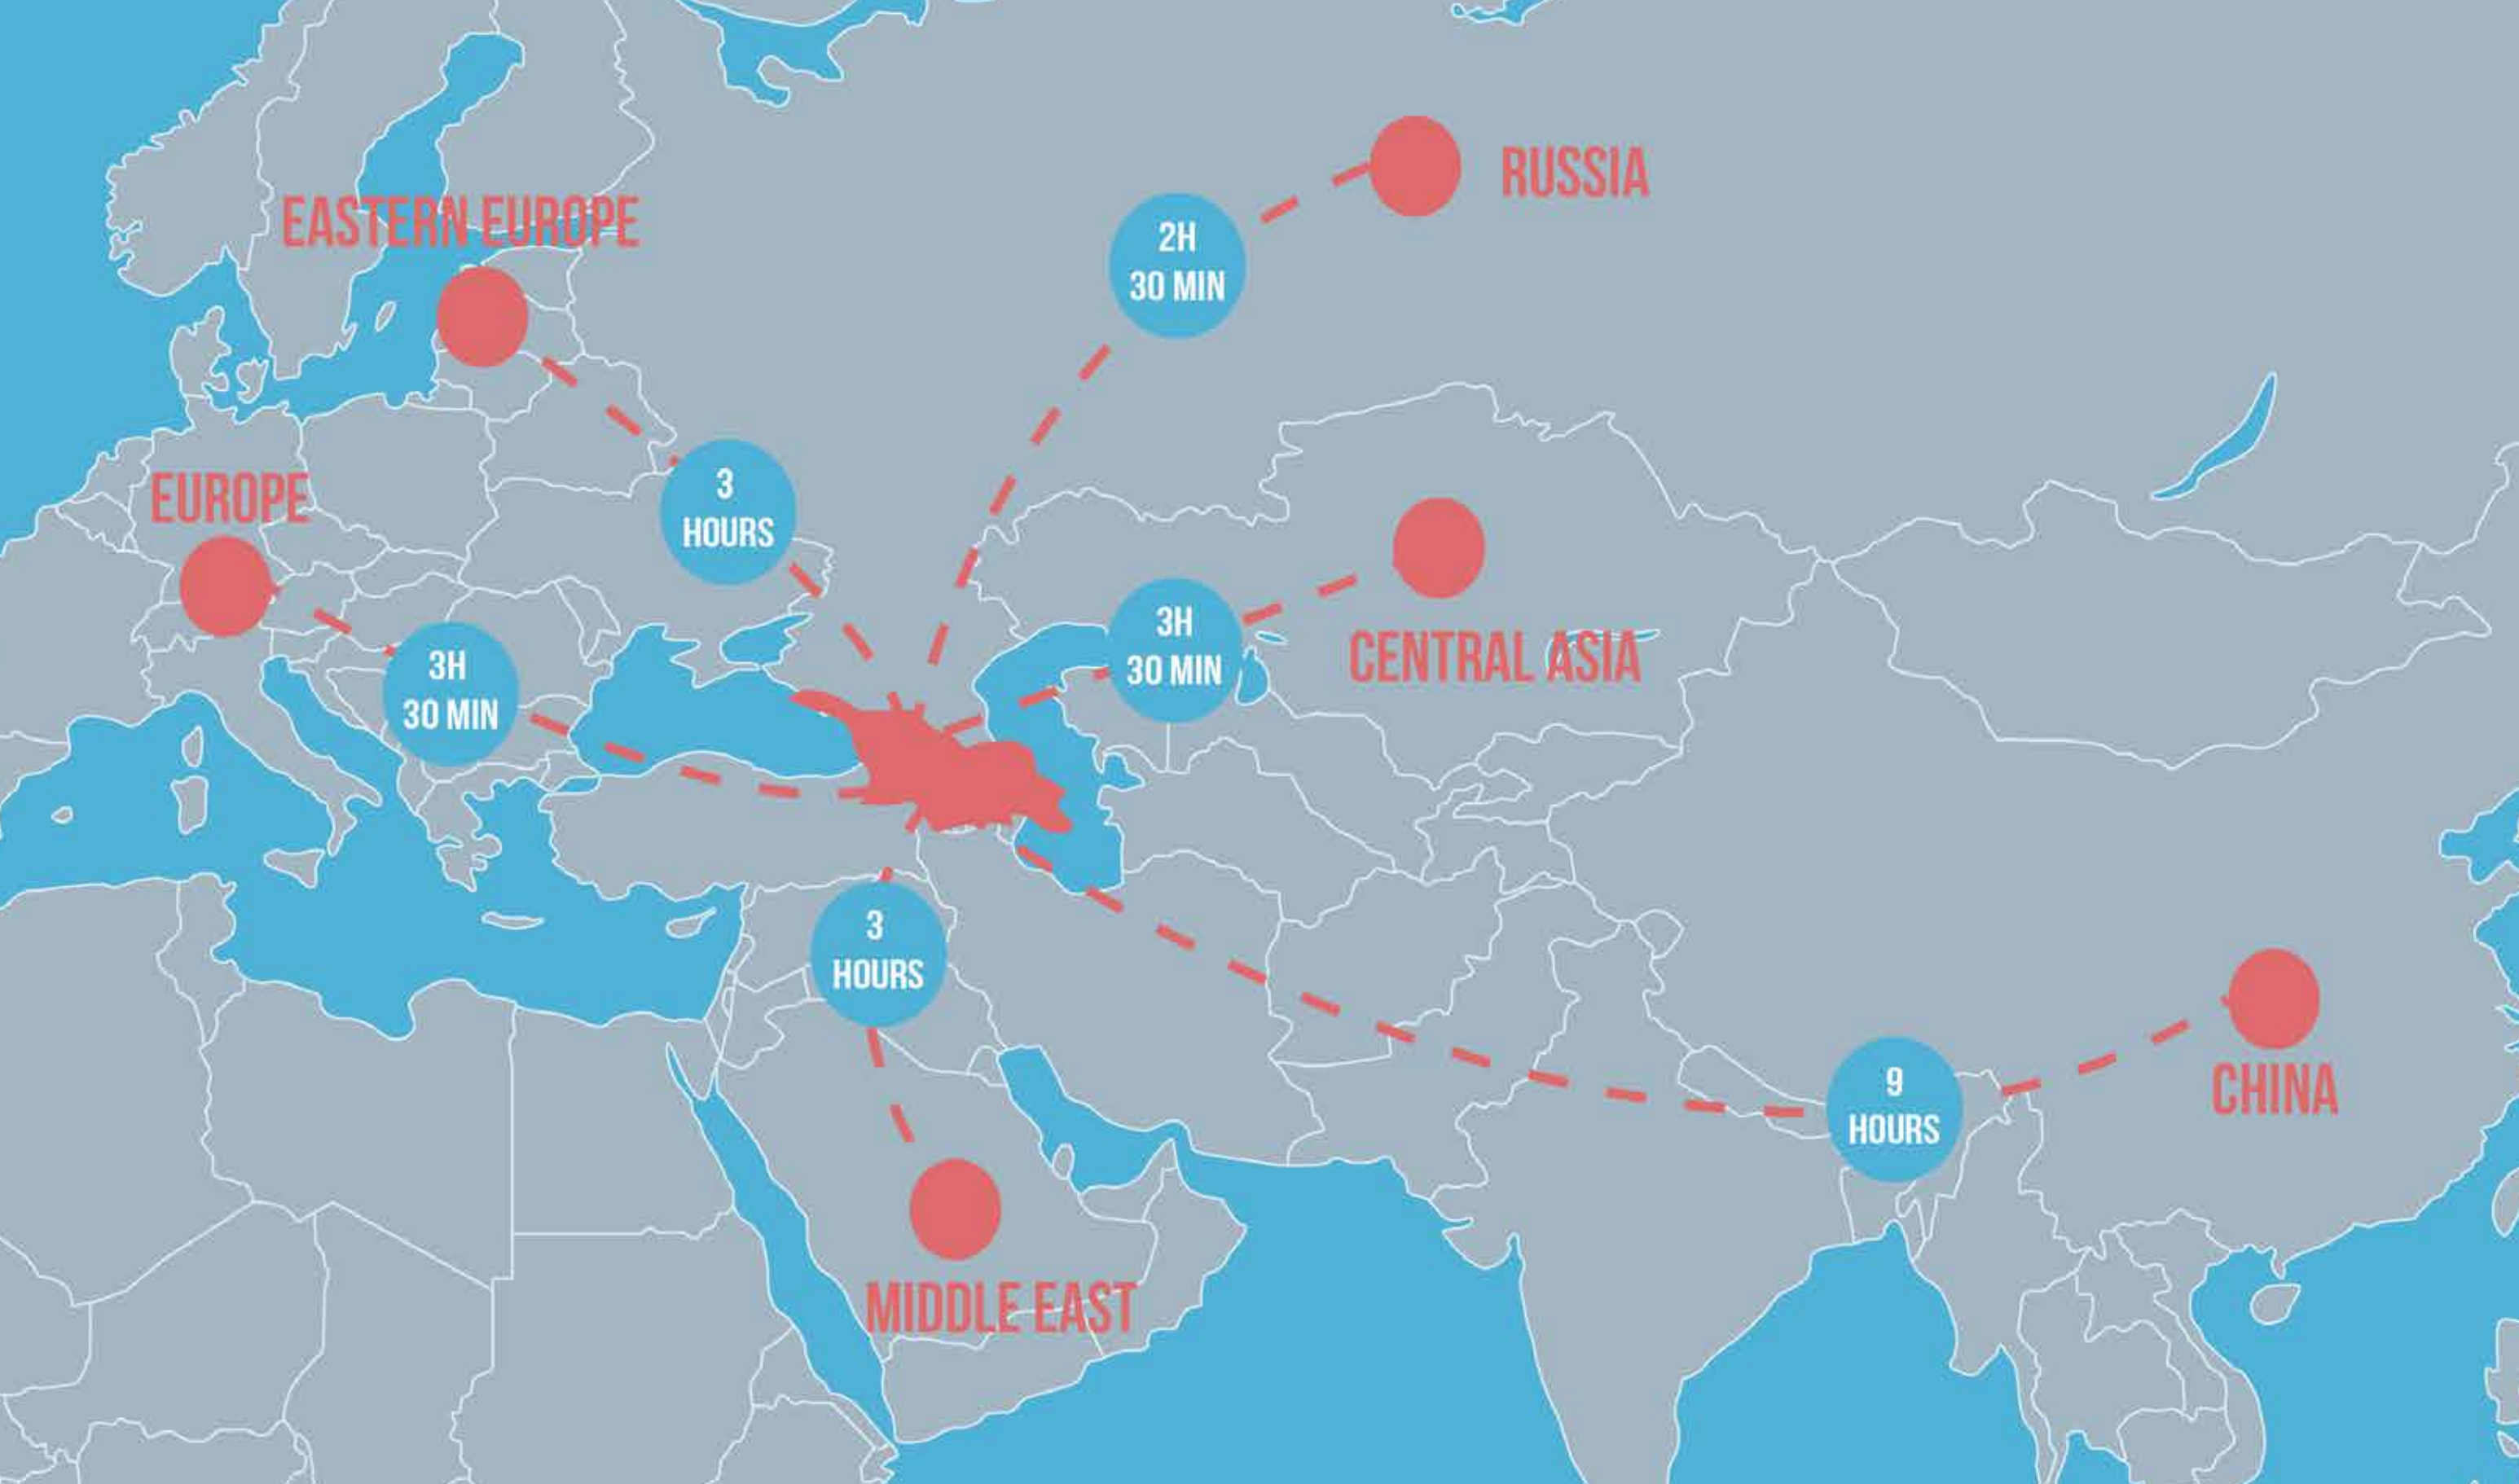 RUSSIA
2H
30 MIN
EASTERN EUROPE
3
HOURS
EUROPE
3H
30 MIN
3H
30 MIN
CENTRAL ASIA
3
HOURS
9
HOURS
CHINA
MIDDLE EAST